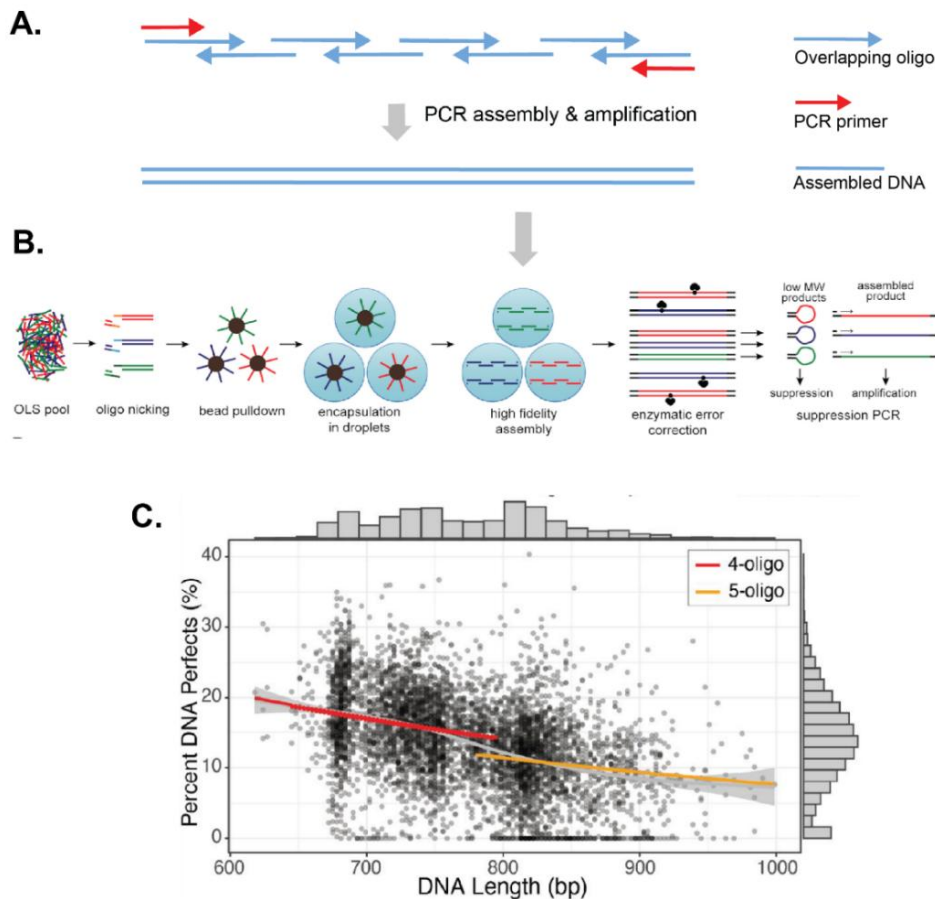 A.
Overlapping oligo
PCR primer
PCR assembly & amplification
Assembled DNA
B.
OLS pool
oligo nicking
bead pulldown
encapsulation
in droplets
high fidelity
assembly
enzymatic error
correction
low MW
products
assembled
product
suppression
amplification
suppression PCR
C.
Percent DNA Perfects (%)
40
30
20
10
0
4-oligo
5-oligo
600
700
800
900
1000
DNA Length (bp)